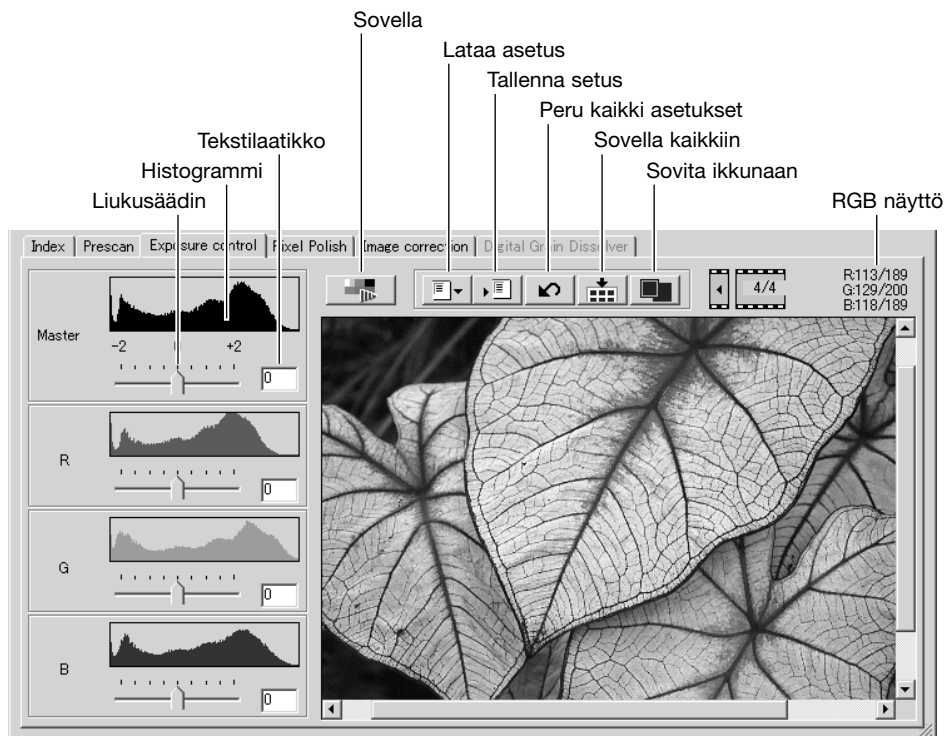 Sovella
Lataa asetus
Tallenna setus
Peru kaikki asetukset
Tekstilaatikko
Sovella kaikkiin
Histogrammi
Sovita ikkunaan
Liukusäädin
RGB näyttö
Index
Prescan
Exposure control
Pixel Polish
Image correction
Digital Grain Dissolver
4/4
R:113/189
G:129/200
B:118/189
Master
-2 0 +2
0
R
0
G
0
B
0